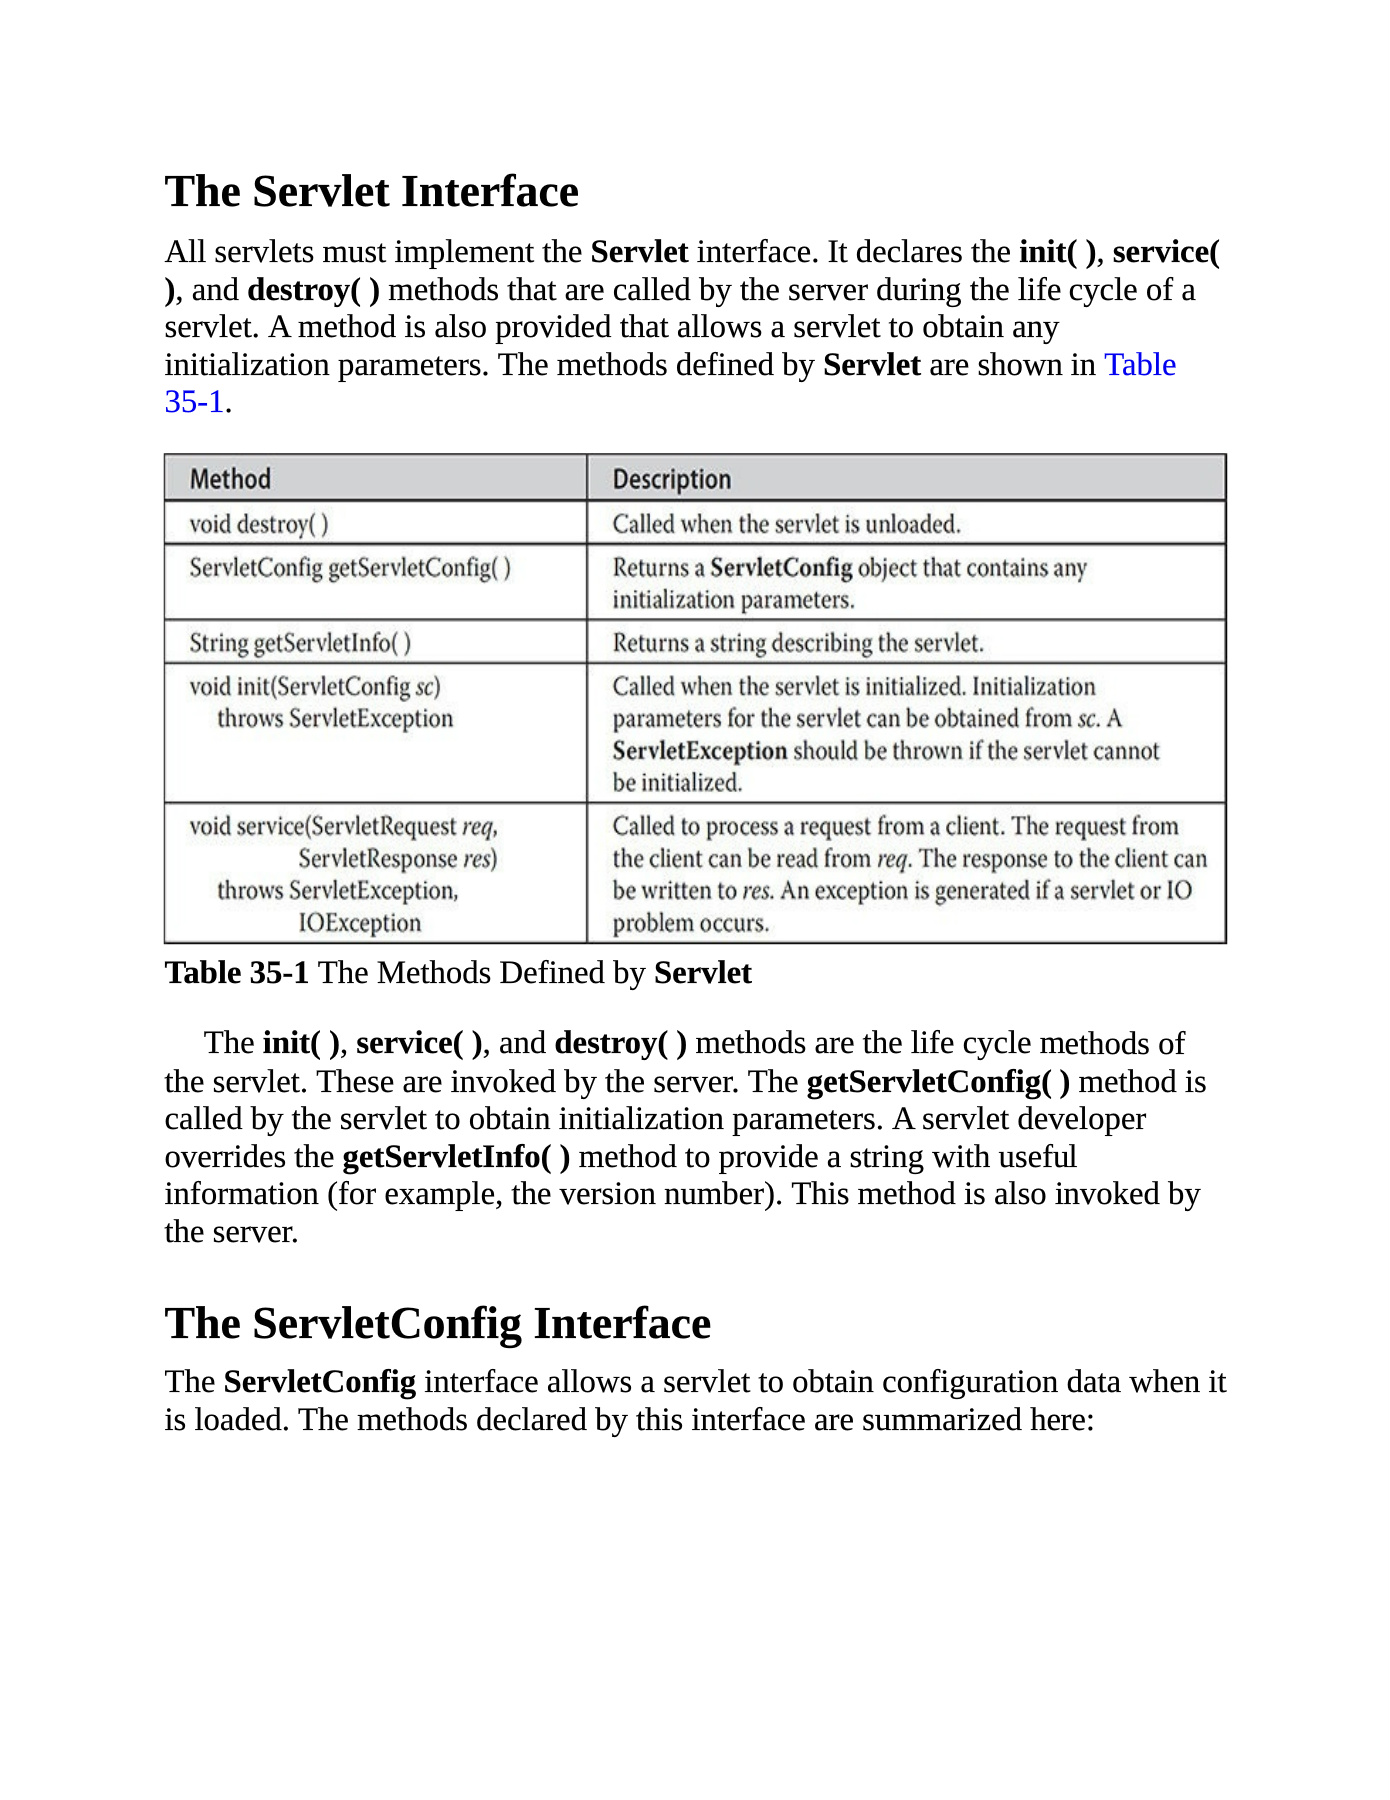 The Servlet Interface
All servlets must implement the Servlet interface. It declares the init( ), service(
), and destroy( ) methods that are called by the server during the life cycle of a
servlet. A method is also provided that allows a servlet to obtain any
initialization parameters. The methods defined by Servlet are shown in Table
35-1.
Method Description
void destroy( ) Called when the servlet is unloaded.
ServletConfig getServletConfig( ) Returns a ServletConfig object that contains any
initialization parameters.
String getServletInfo( ) Returns a string describing the servlet.
void init(ServletConfig sc) Called when the servlet is initialized. Initialization
throws ServletException parameters for the servlet can be obtained from sc. A
ServletException should be thrown if the servlet cannot
be initialized.
void service(ServletRequest req, Called to process a request from a client. The request from
ServletResponse res) the client can be read from req. The response to the client can
throws ServletException, be written to res. An exception is generated if a servlet or IO
IOException problem occurs.
Table 35-1 The Methods Defined by Servlet
The init( ), service( ), and destroy( ) methods are the life cycle methods of
the servlet. These are invoked by the server. The getServletConfig( ) method is
called by the servlet to obtain initialization parameters. A servlet developer
overrides the getServletInfo( ) method to provide a string with useful
information (for example, the version number). This method is also invoked by
the server.
The ServletConfig Interface
The ServletConfig interface allows a servlet to obtain configuration data when it
is loaded. The methods declared by this interface are summarized here: